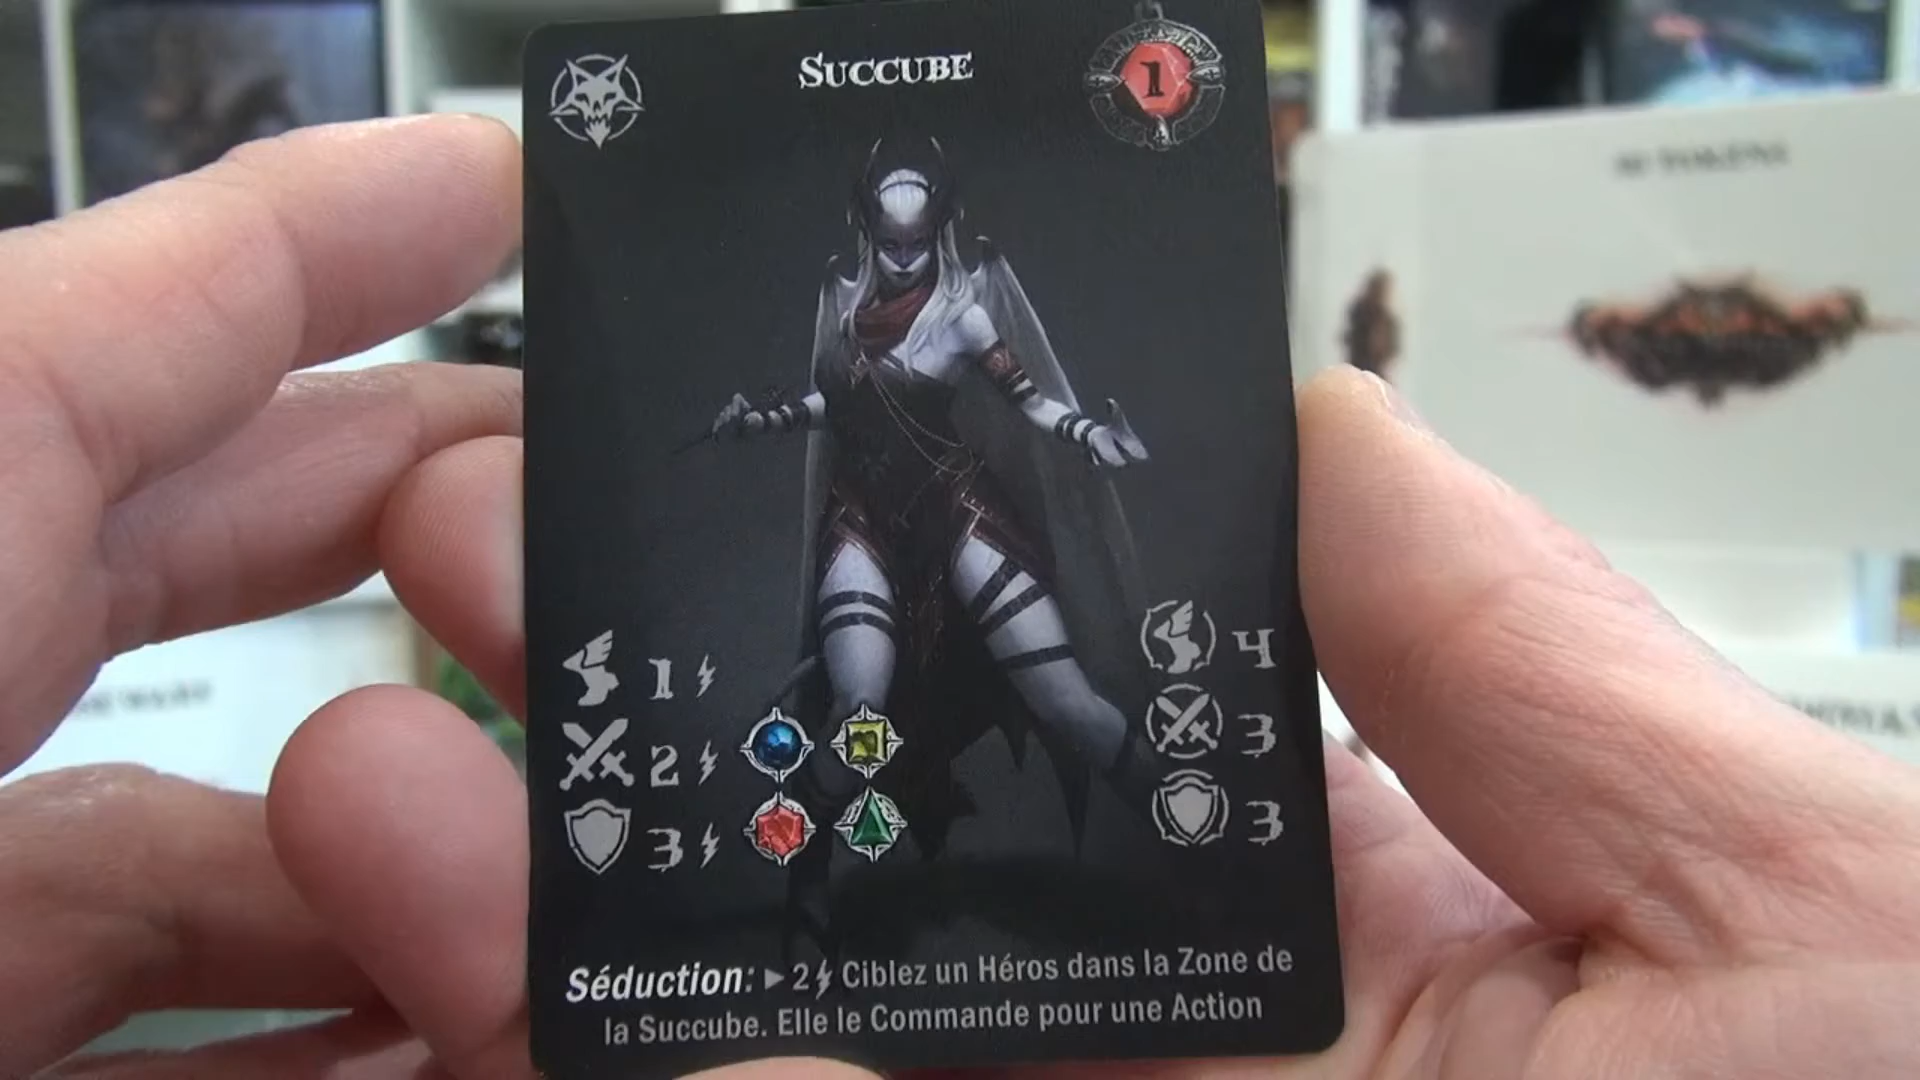 Succube
1
1
4
2
3
3
3
Séduction: ▶ 2 Ciblez un Héros dans la Zone de
la Succube. Elle le Commande pour une Action
TOKENS